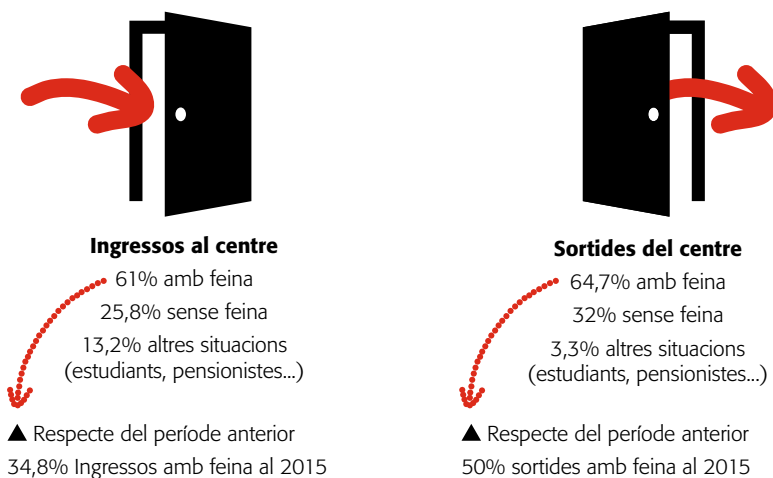 Ingressos al centre
61% amb feina
25,8% sense feina
13,2% altres situacions
(estudiants, pensionistes...)
▲ Respecte del període anterior
34,8% Ingressos amb feina al 2015
Sortides del centre
64,7% amb feina
32% sense feina
3,3% altres situacions
(estudiants, pensionistes...)
▲ Respecte del període anterior
50% sortides amb feina al 2015